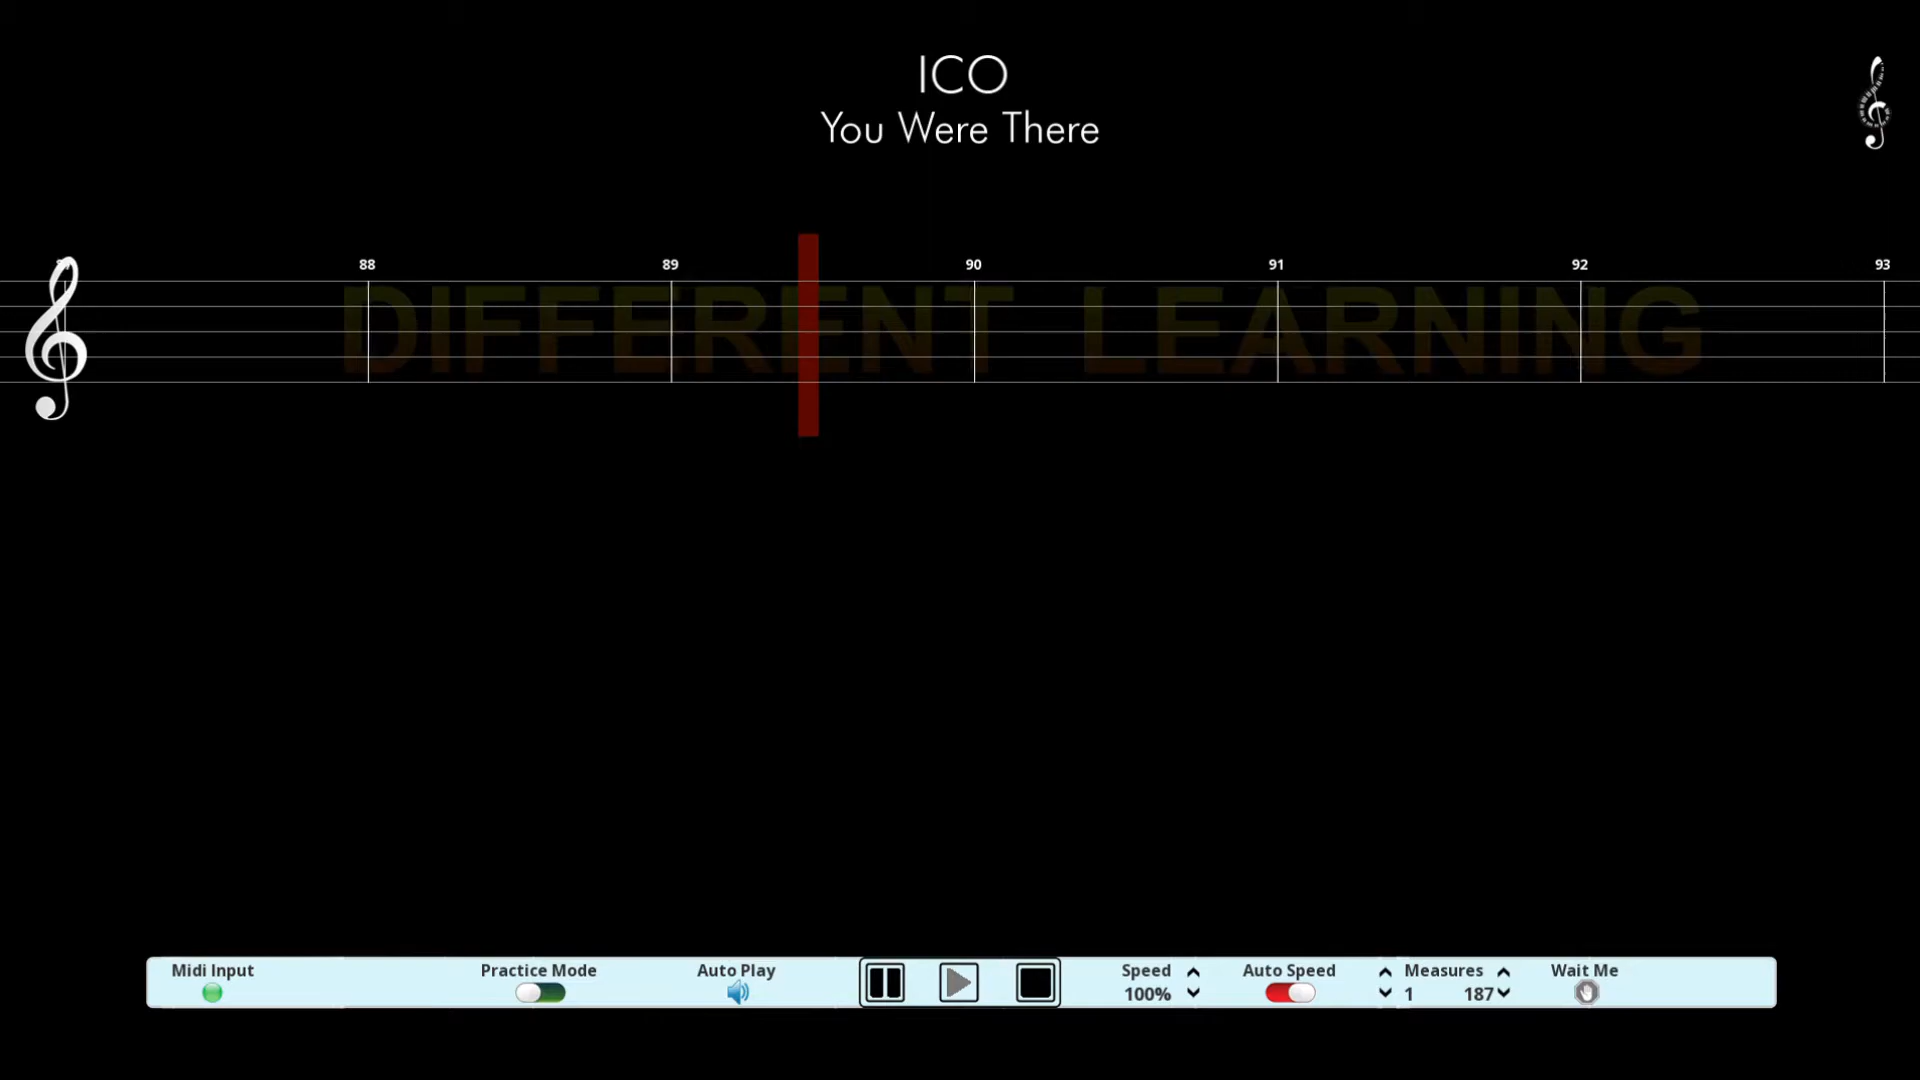 ICO
You Were There
88 89 90 91 92 93
DIFFERENT LEARNING
Midi Input Practice Mode Auto Play Speed Auto Speed Measures Wait Me
100% 1 187